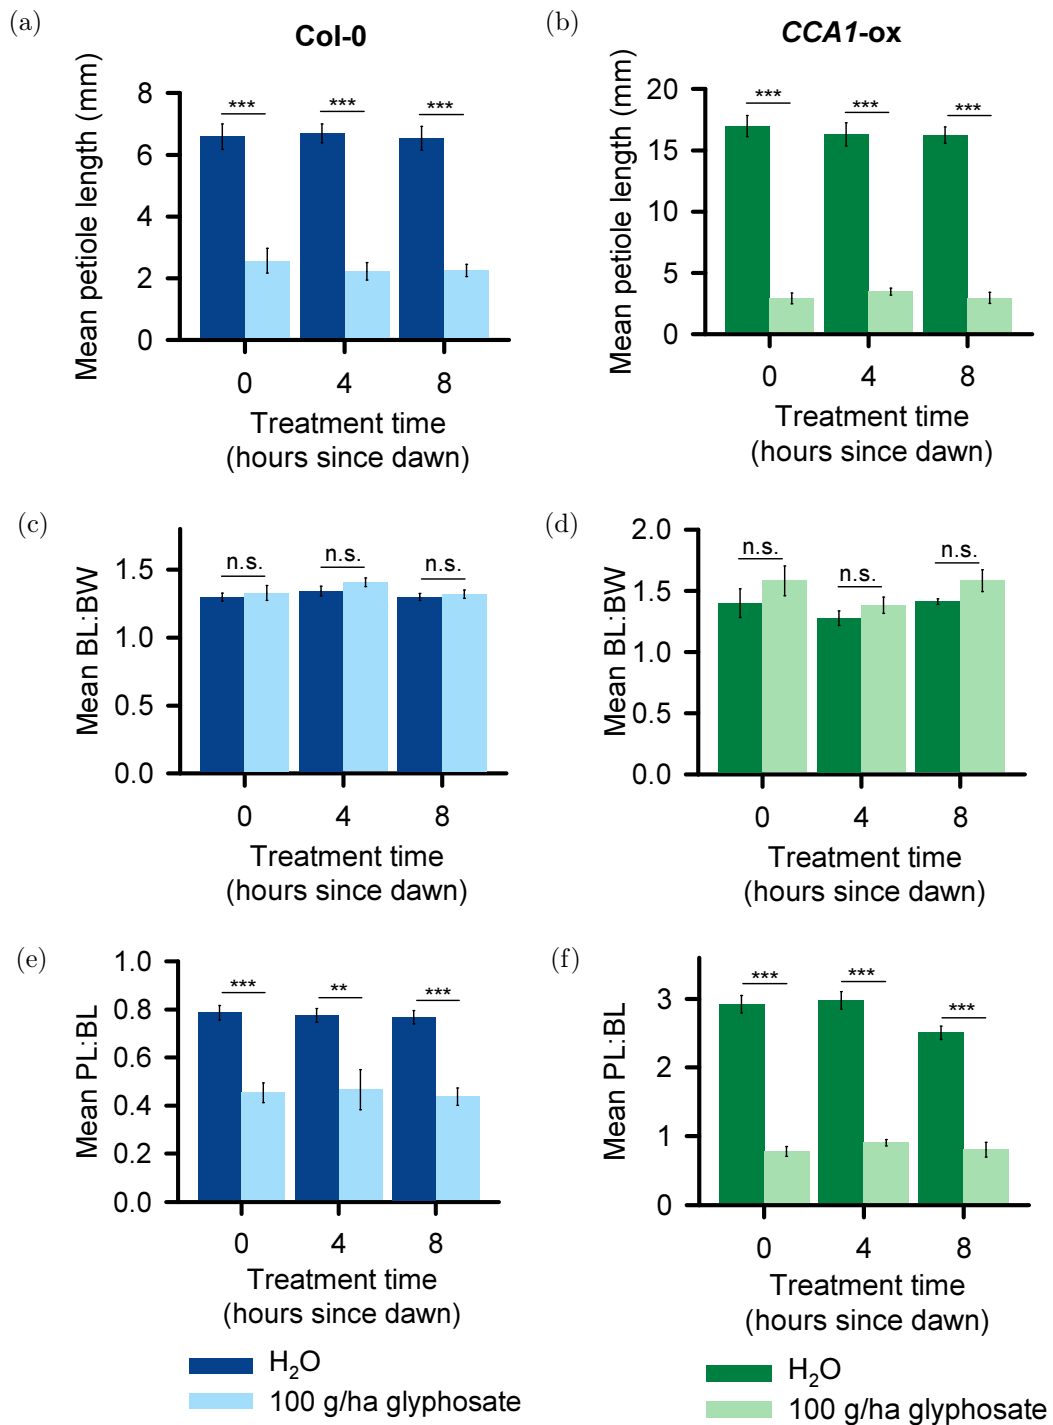 (a)
Col-0
Mean petiole length (mm)
8
6
4
2
0
***
***
***
0 4 8
Treatment time
(hours since dawn)
(b)
CCA1-ox
Mean petiole length (mm)
20
15
10
5
0
***
***
***
0 4 8
Treatment time
(hours since dawn)
(c)
Mean BL:BW
1.5
1.0
0.5
0.0
n.s.
n.s.
n.s.
0 4 8
Treatment time
(hours since dawn)
(d)
Mean BL:BW
2.0
1.5
1.0
0.5
0.0
n.s.
n.s.
n.s.
0 4 8
Treatment time
(hours since dawn)
(e)
Mean PL:BL
1.0
0.8
0.6
0.4
0.2
0.0
***
**
***
0 4 8
Treatment time
(hours since dawn)
H₂O
100 g/ha glyphosate
(f)
Mean PL:BL
3
2
1
0
***
***
***
0 4 8
Treatment time
(hours since dawn)
H₂O
100 g/ha glyphosate